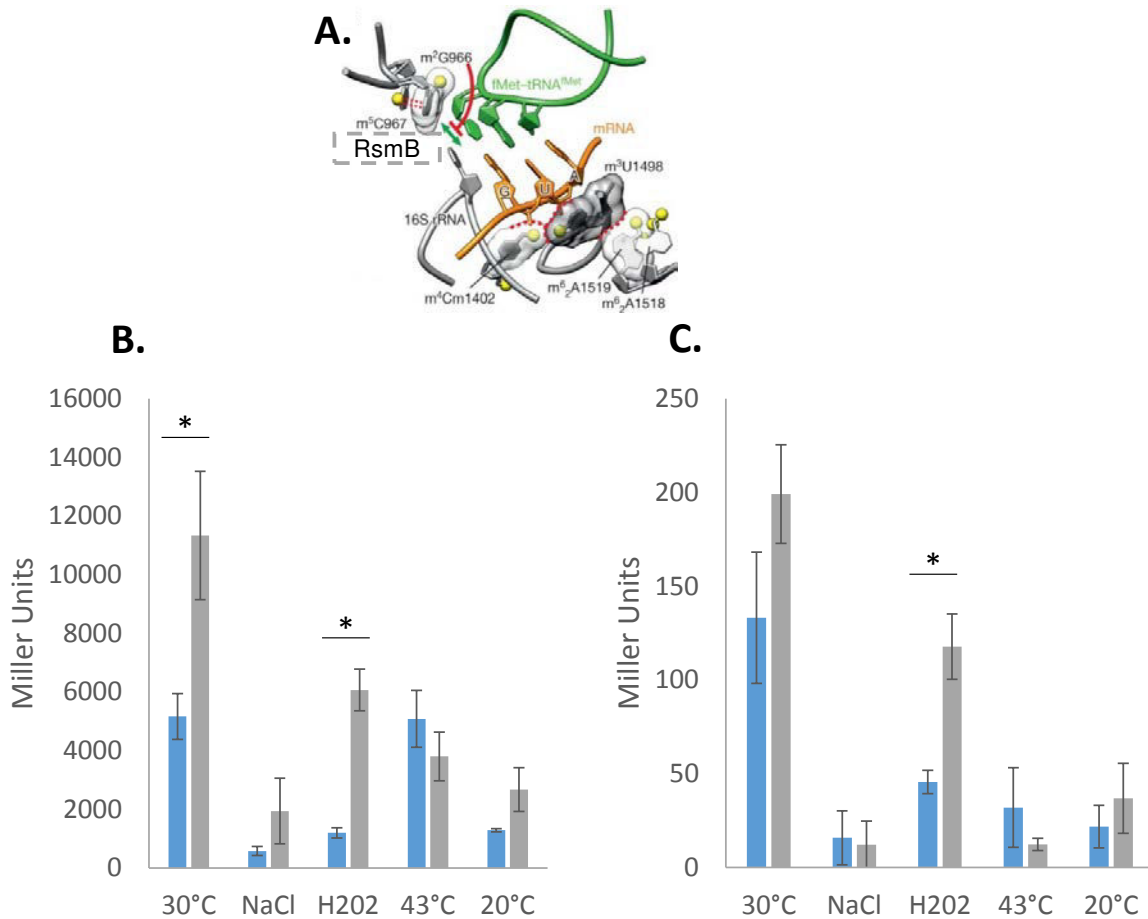 A.
m²G966
fMet–tRNAᶠᴹᵉᵗ
m⁵C967
RsmB
mRNA
m³U1498
G U A
16S rRNA
m⁴Cm1402
m⁶₂A1519
m⁶₂A1518
B.
Miller Units
16000
14000
12000
10000
8000
6000
4000
2000
0
*
*
30°C NaCl H202 43°C 20°C
C.
Miller Units
250
200
150
100
50
0
*
30°C NaCl H202 43°C 20°C